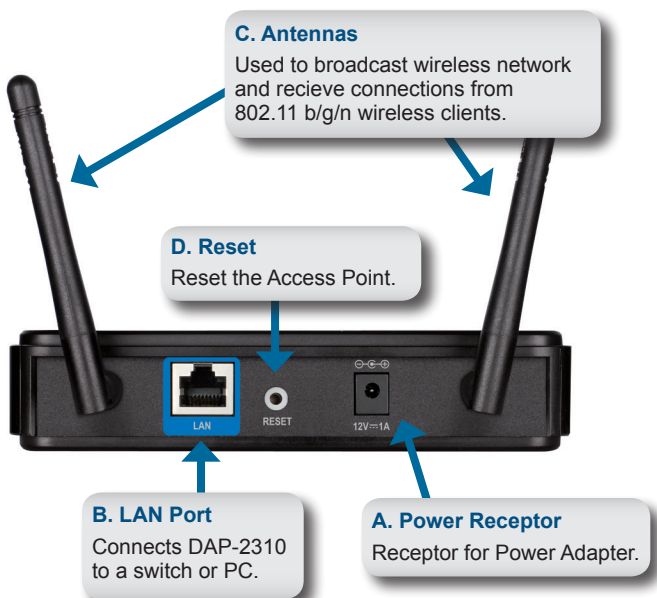 C. Antennas
Used to broadcast wireless network
and recieve connections from
802.11 b/g/n wireless clients.
D. Reset
Reset the Access Point.
LAN
RESET
12V⎓1A
B. LAN Port
Connects DAP-2310
to a switch or PC.
A. Power Receptor
Receptor for Power Adapter.